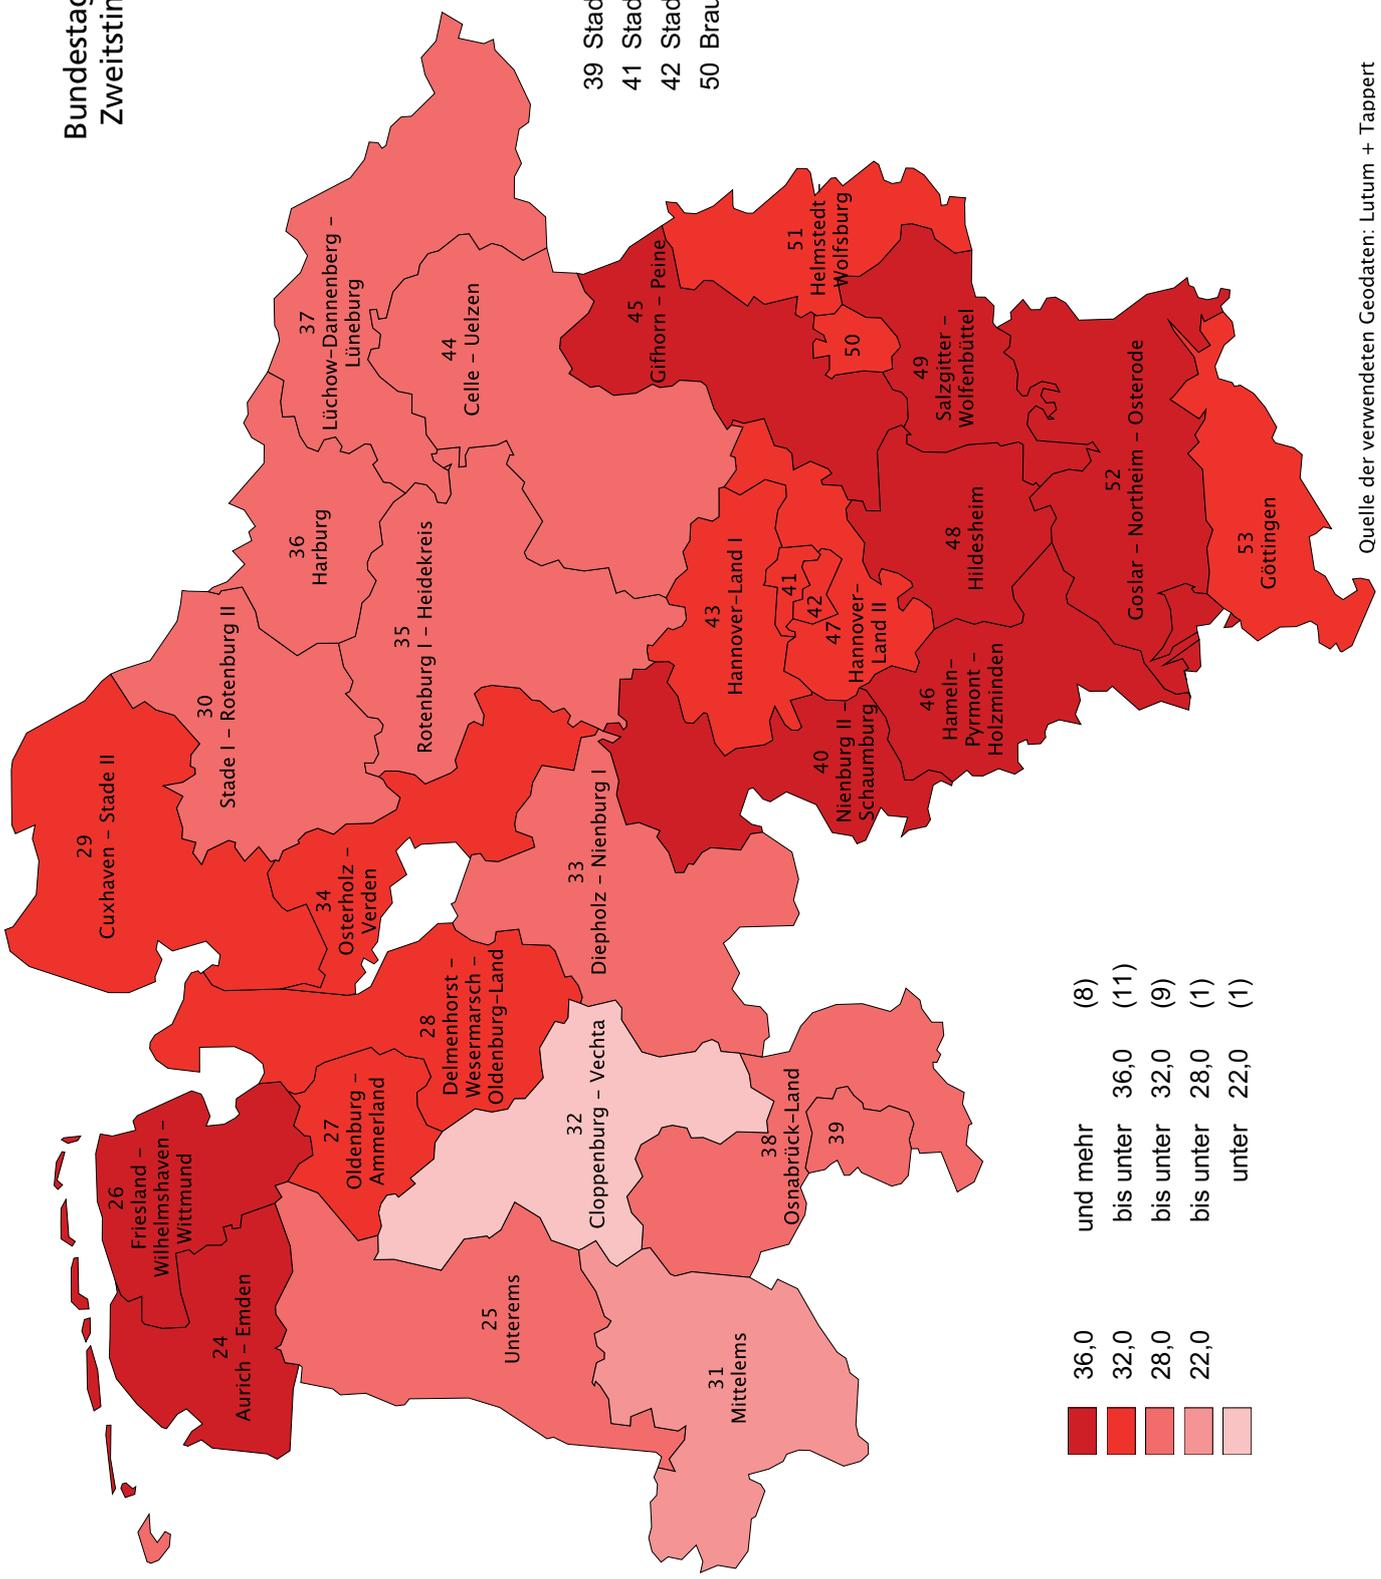 Bundestag
Zweitstin
39 Stad
41 Stad
42 Stad
50 Brau
26
Friesland –
Wilhelmshaven –
Wittmund
24
Aurich – Emden
29
Cuxhaven – Stade II
30
Stade I – Rotenburg II
36
Harburg
37
Lüchow-Dannenberg –
Lüneburg
27
Oldenburg –
Ammerland
34
Osterholz –
Verden
35
Rotenburg I – Heidekreis
44
Celle – Uelzen
28
Delmenhorst –
Wesermarsch –
Oldenburg-Land
25
Unterems
32
Cloppenburg – Vechta
33
Diepholz – Nienburg I
45
Gifhorn – Peine
31
Mittelems
43
Hannover-Land I
38
Osnabrück-Land
39
41
42
47
Hannover-
Land II
51
Helmstedt
Wolfsburg
50
40
Nienburg II –
Schaumburg
46
Hameln-
Pyrmont –
Holzminden
48
Hildesheim
49
Salzgitter –
Wolfenbüttel
52
Goslar – Northeim – Osterode
53
Göttingen
36,0 und mehr (8)
32,0 bis unter 36,0 (11)
28,0 bis unter 32,0 (9)
22,0 bis unter 28,0 (1)
unter 22,0 (1)
Quelle der verwendeten Geodaten: Lutum + Tappert